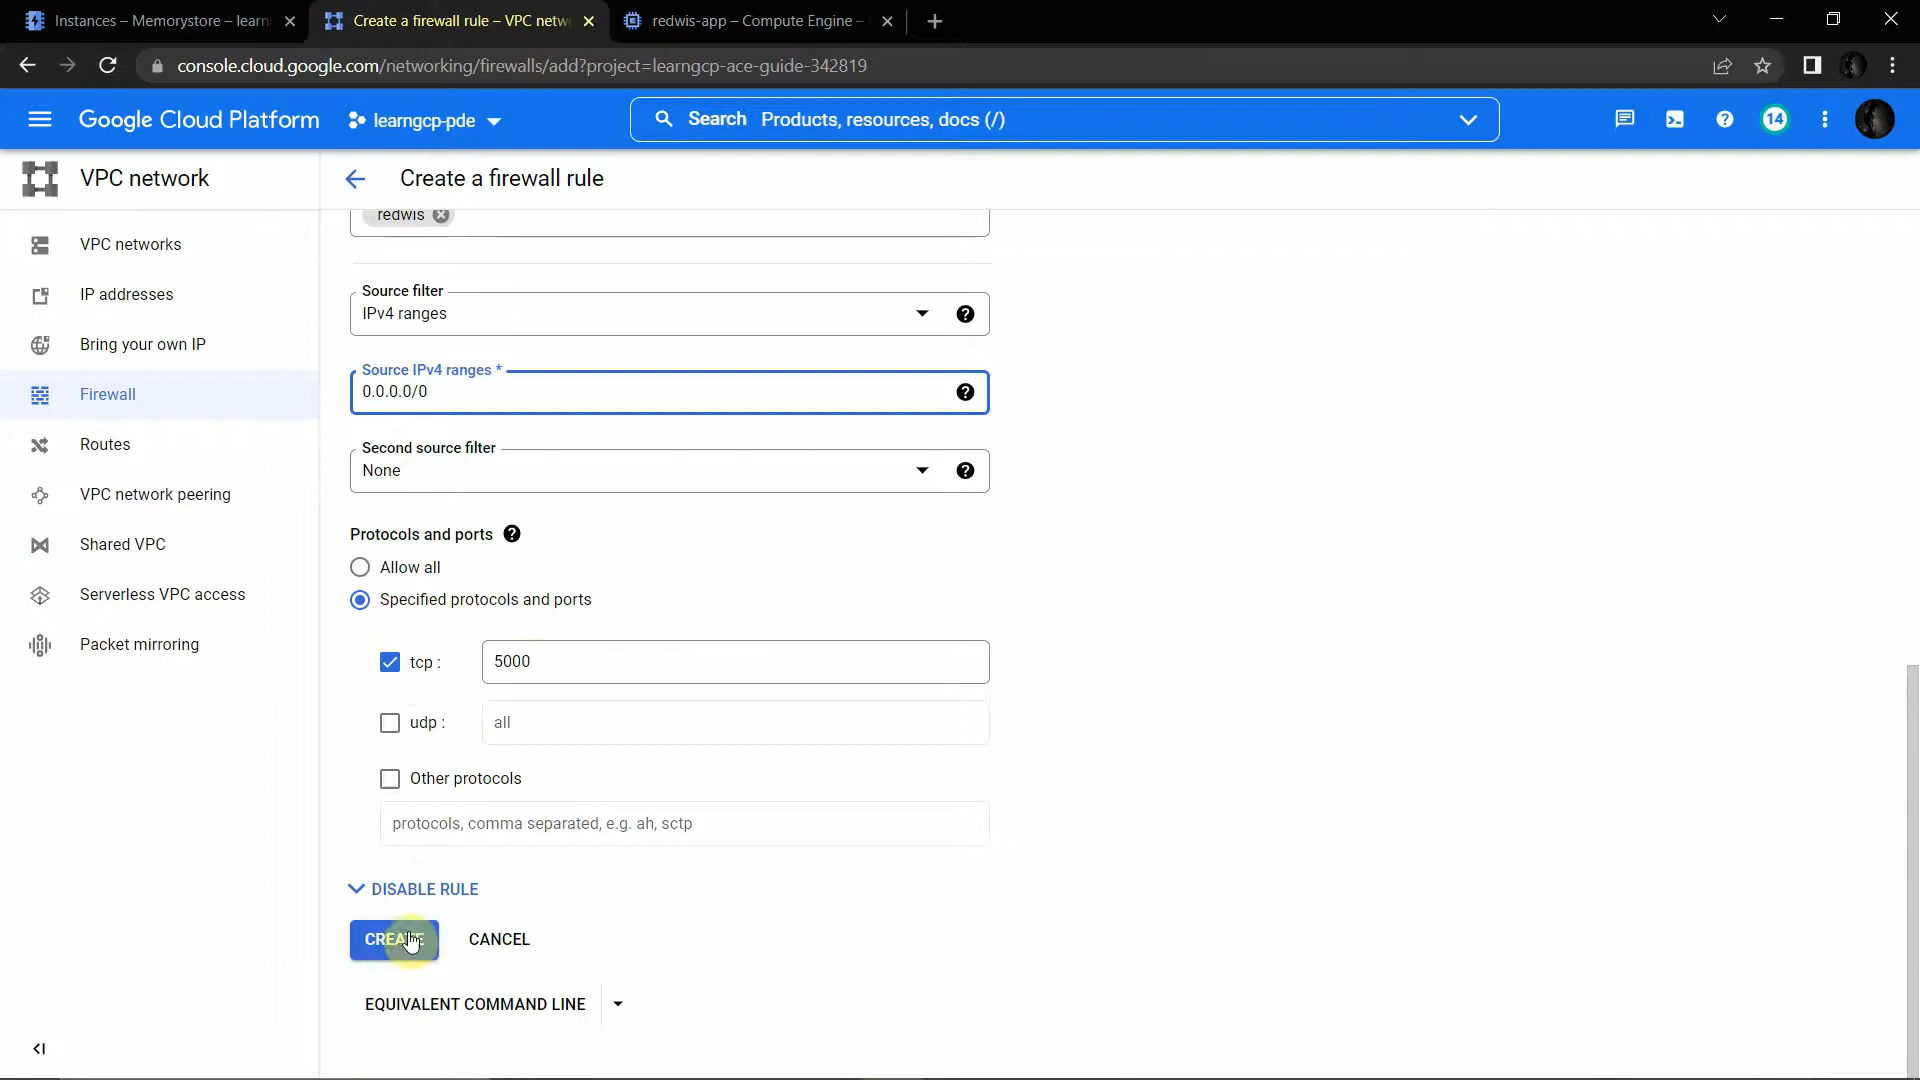 Instances – Memorystore – learn
Create a firewall rule – VPC netw
redwis-app – Compute Engine –
console.cloud.google.com/networking/firewalls/add?project=learngcp-ace-guide-342819
Google Cloud Platform
learngcp-pde
Search Products, resources, docs (/)
14
VPC network
Create a firewall rule
VPC networks
IP addresses
Bring your own IP
Firewall
Routes
VPC network peering
Shared VPC
Serverless VPC access
Packet mirroring
redwis
Source filter
IPv4 ranges
Source IPv4 ranges *
0.0.0.0/0
Second source filter
None
Protocols and ports
Allow all
Specified protocols and ports
tcp :
5000
udp :
all
Other protocols
protocols, comma separated, e.g. ah, sctp
DISABLE RULE
CREATE
CANCEL
EQUIVALENT COMMAND LINE